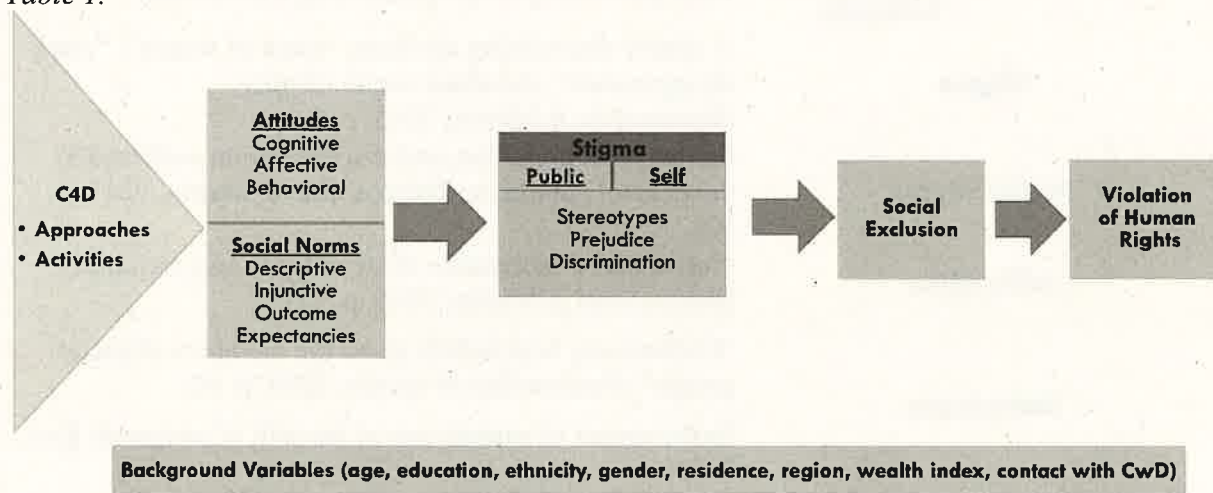 Table 1.
C4D
• Approaches
• Activities
Attitudes
Cognitive
Affective
Behavioral
Social Norms
Descriptive
Injunctive
Outcome
Expectancies
Stigma
Public Self
Stereotypes
Prejudice
Discrimination
Social
Exclusion
Violation
of Human
Rights
Background Variables (age, education, ethnicity, gender, residence, region, wealth index, contact with CwD)